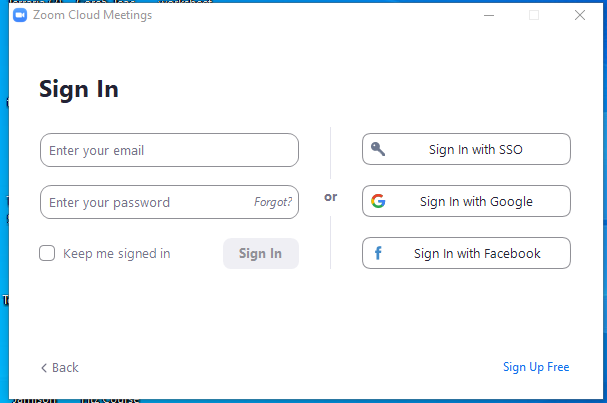 Zoom Cloud Meetings
Sign In
Enter your email
Enter your password
Forgot?
Keep me signed in
Sign In
or
Sign In with SSO
Sign In with Google
Sign In with Facebook
Back
Sign Up Free